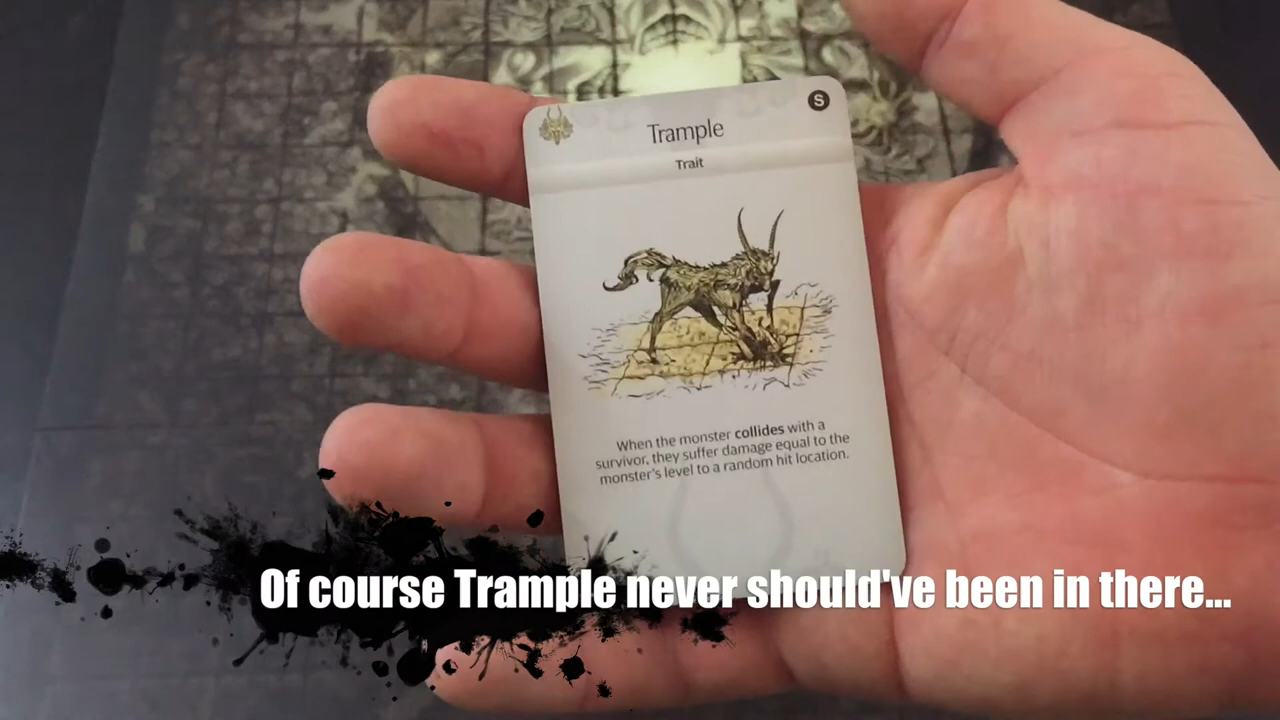 S
Trample
Trait
When the monster collides with a
survivor, they suffer damage equal to the
monster's level to a random hit location.
Of course Trample never should've been in there...